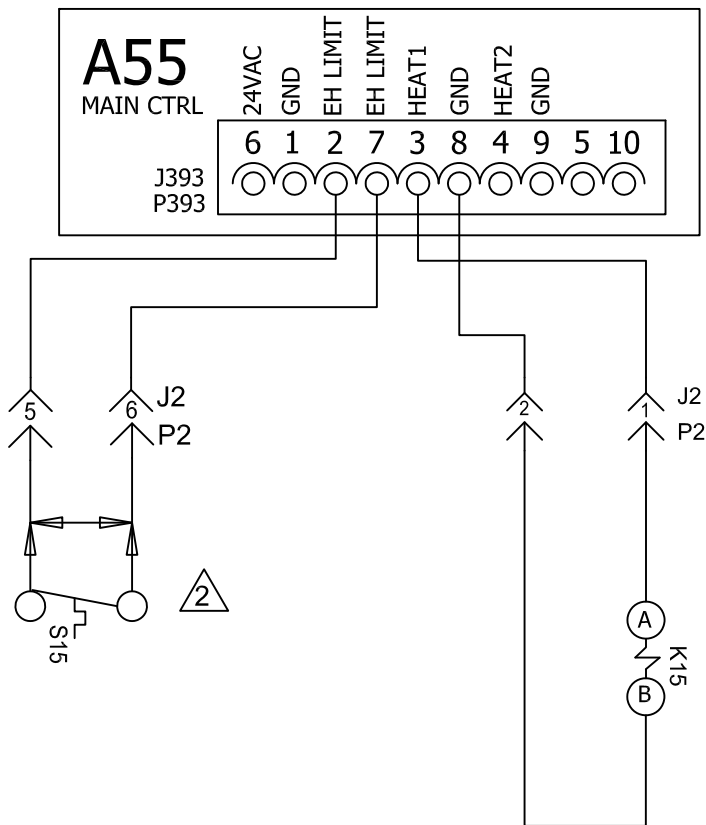 A55
MAIN CTRL
24VAC
GND
EH LIMIT
EH LIMIT
HEAT1
GND
HEAT2
GND
6 1 2 7 3 8 4 9 5 10
J393
P393
5 6 J2
P2
2 1 J2
P2
2
S15
A
K15
B